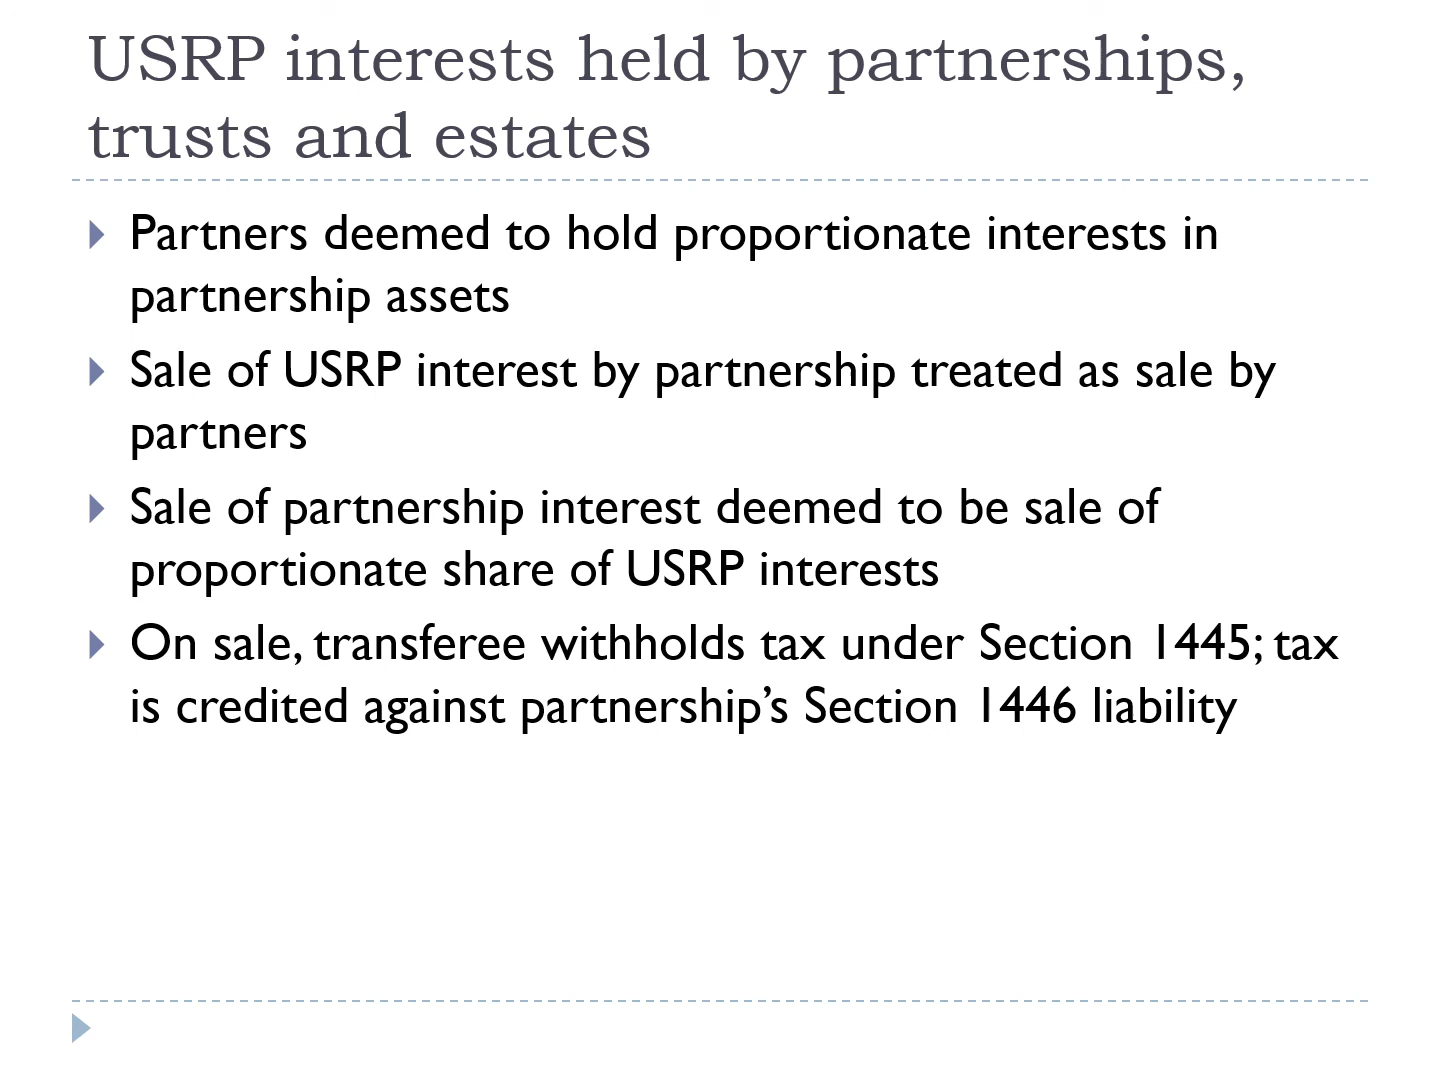 USRP interests held by partnerships,
trusts and estates
Partners deemed to hold proportionate interests in
partnership assets
Sale of USRP interest by partnership treated as sale by
partners
Sale of partnership interest deemed to be sale of
proportionate share of USRP interests
On sale, transferee withholds tax under Section 1445; tax
is credited against partnership’s Section 1446 liability